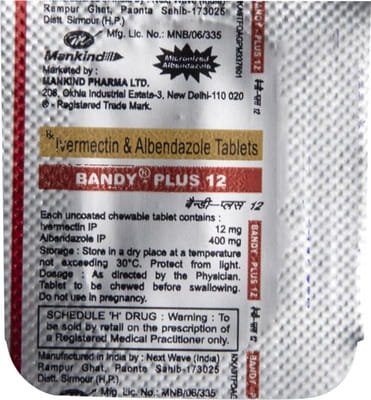 Rampur Ghat, Paonta Sahib-173025
Distt. Sirmour (H.P.)
Mfg. Lic. No.: MNB/06/335
Mankind
Micronized
Albendazole
Marketed by :
MANKIND PHARMA LTD.
208, Okhla Industrial Estate-3, New Delhi-110 020
® - Registered Trade Mark.
Rx
Ivermectin & Albendazole Tablets
BANDY - PLUS 12
बैन्डी-प्लस 12
Each uncoated chewable tablet contains :
Ivermectin IP 12 mg
Albendazole IP 400 mg
Storage : Store in a dry place at a temperature
not exceeding 30°C. Protect from light.
Dosage : As directed by the Physician.
Tablet to be chewed before swallowing.
Do not use in pregnancy.
SCHEDULE 'H' DRUG : Warning : To
be sold by retail on the prescription of
a Registered Medical Practitioner only.
Manufactured in India by : Next Wave (India)
Rampur Ghat, Paonta Sahib-173025
Distt. Sirmour (H.P.)
Mfg. Lic. No.: MNB/06/335
BANDY - PLUS 12
BANDY - PLUS 12